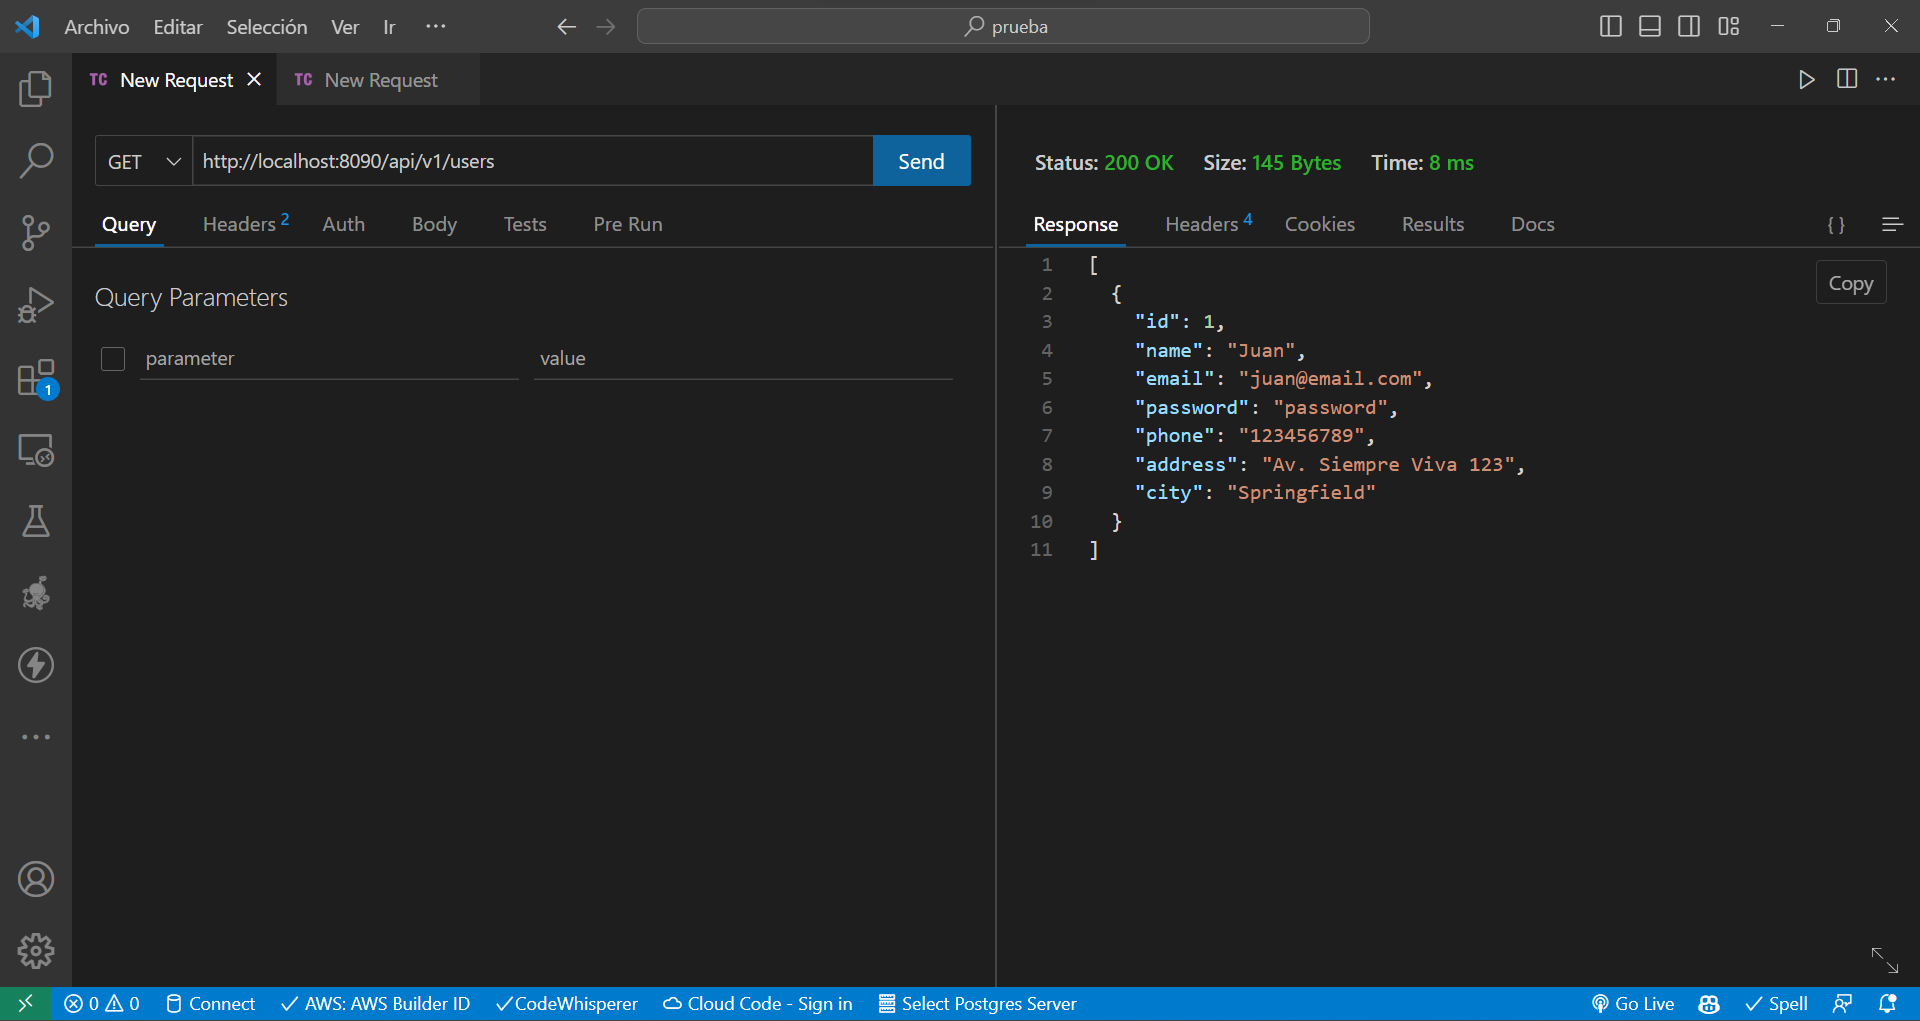 Archivo Editar Selección Ver Ir ··· prueba
TC New Request TC New Request
GET http://localhost:8090/api/v1/users Send
Status: 200 OK Size: 145 Bytes Time: 8 ms
Query Headers 2 Auth Body Tests Pre Run
Response Headers 4 Cookies Results Docs { }
Query Parameters
parameter value
Copy
1 [
2 {
3 "id": 1,
4 "name": "Juan",
5 "email": "juan@email.com",
6 "password": "password",
7 "phone": "123456789",
8 "address": "Av. Siempre Viva 123",
9 "city": "Springfield"
10 }
11 ]
1
0 0 Connect AWS: AWS Builder ID CodeWhisperer Cloud Code - Sign in Select Postgres Server Go Live Spell